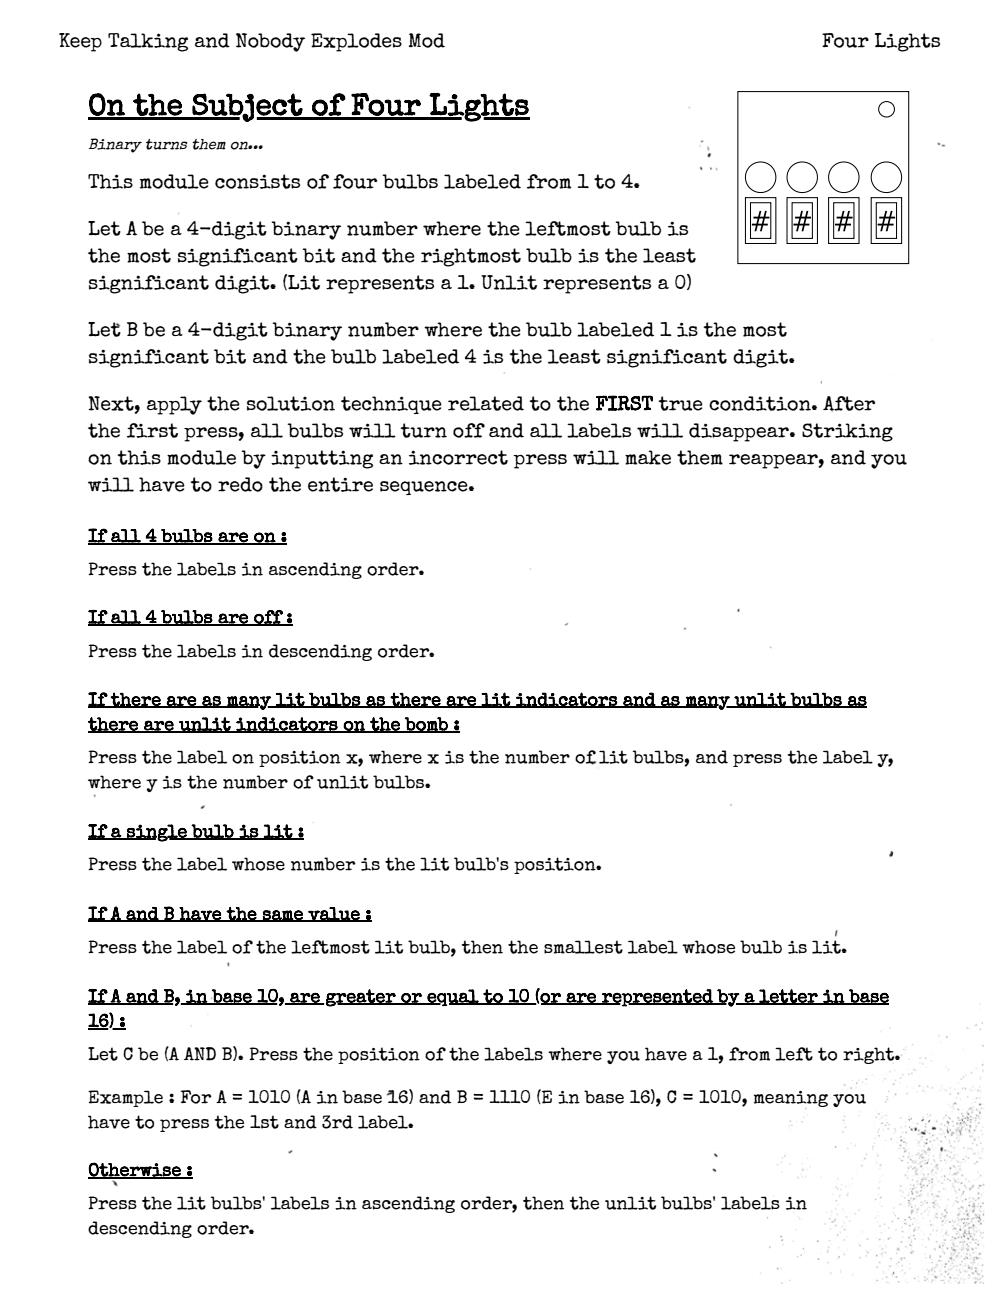 Keep Talking and Nobody Explodes Mod
Four Lights
On the Subject of Four Lights
Binary turns them on...
This module consists of four bulbs labeled from 1 to 4.
# # # #
Let A be a 4-digit binary number where the leftmost bulb is
the most significant bit and the rightmost bulb is the least
significant digit. (Lit represents a 1. Unlit represents a 0)
Let B be a 4-digit binary number where the bulb labeled 1 is the most
significant bit and the bulb labeled 4 is the least significant digit.
Next, apply the solution technique related to the FIRST true condition. After
the first press, all bulbs will turn off and all labels will disappear. Striking
on this module by inputting an incorrect press will make them reappear, and you
will have to redo the entire sequence.
If all 4 bulbs are on :
Press the labels in ascending order.
If all 4 bulbs are off :
Press the labels in descending order.
If there are as many lit bulbs as there are lit indicators and as many unlit bulbs as
there are unlit indicators on the bomb :
Press the label on position x, where x is the number of lit bulbs, and press the label y,
where y is the number of unlit bulbs.
If a single bulb is lit :
Press the label whose number is the lit bulb's position.
If A and B have the same value :
Press the label of the leftmost lit bulb, then the smallest label whose bulb is lit.
If A and B, in base 10, are greater or equal to 10 (or are represented by a letter in base
16) :
Let C be (A AND B). Press the position of the labels where you have a 1, from left to right.
Example : For A = 1010 (A in base 16) and B = 1110 (E in base 16), C = 1010, meaning you
have to press the 1st and 3rd label.
Otherwise :
Press the lit bulbs' labels in ascending order, then the unlit bulbs' labels in
descending order.